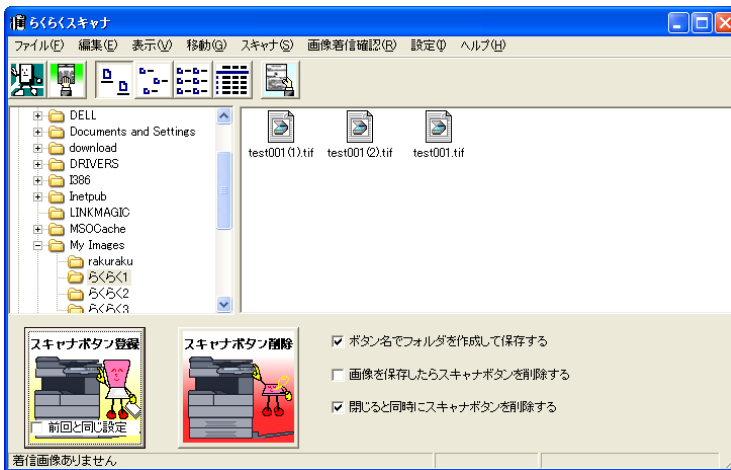 らくらくスキャナ
ファイル(F) 編集(E) 表示(V) 移動(G) スキャナ(S) 画像着信確認(R) 設定(I) ヘルプ(H)
DELL
Documents and Settings
download
DRIVERS
I386
Inetpub
LINKMAGIC
MSOCache
My Images
rakuraku
らくらく1
らくらく2
らくらく3
test001(1).tif test001(2).tif test001.tif
スキャナボタン登録
前回と同じ設定
スキャナボタン削除
ボタン名でフォルダを作成して保存する
画像を保存したらスキャナボタンを削除する
閉じると同時にスキャナボタンを削除する
着信画像ありません